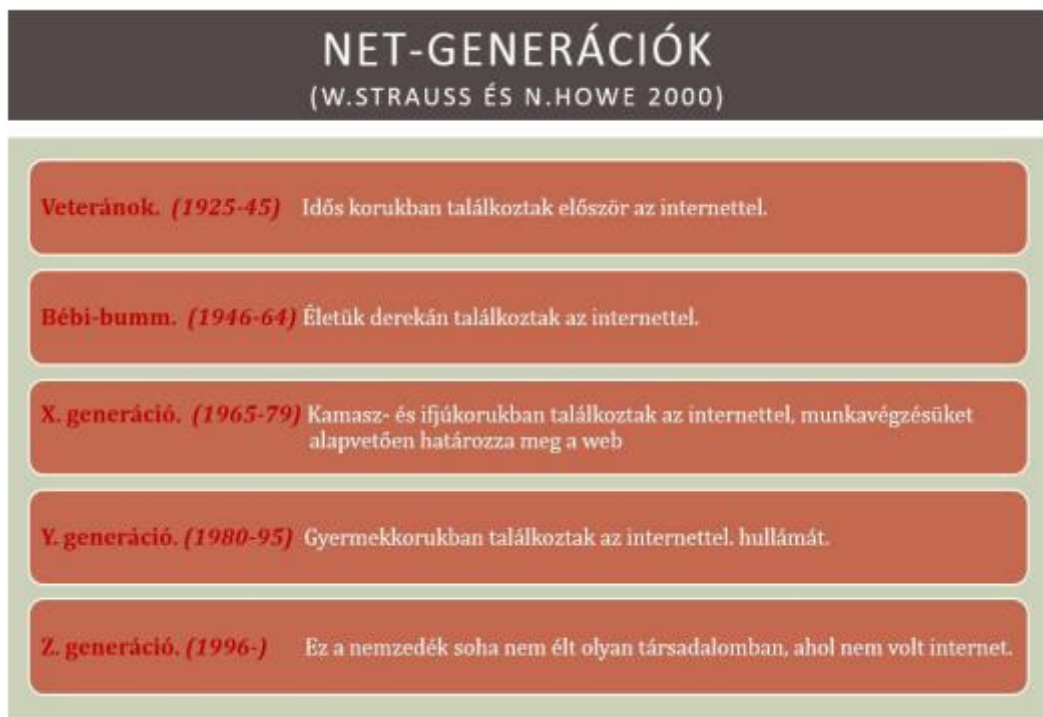 NET-GENERÁCIÓK
(W.STRAUSS ÉS N.HOWE 2000)
Veteránok. (1925-45) Idős korukban találkoztak először az internettel.
Bébi-bumm. (1946-64) Életük derekán találkoztak az internettel.
X. generáció. (1965-79) Kamasz- és ifjúkorukban találkoztak az internettel, munkavégzésüket
alapvetően határozza meg a web
Y. generáció. (1980-95) Gyermekkorukban találkoztak az internettel. hullámát.
Z. generáció. (1996-) Ez a nemzedék soha nem élt olyan társadalomban, ahol nem volt internet.